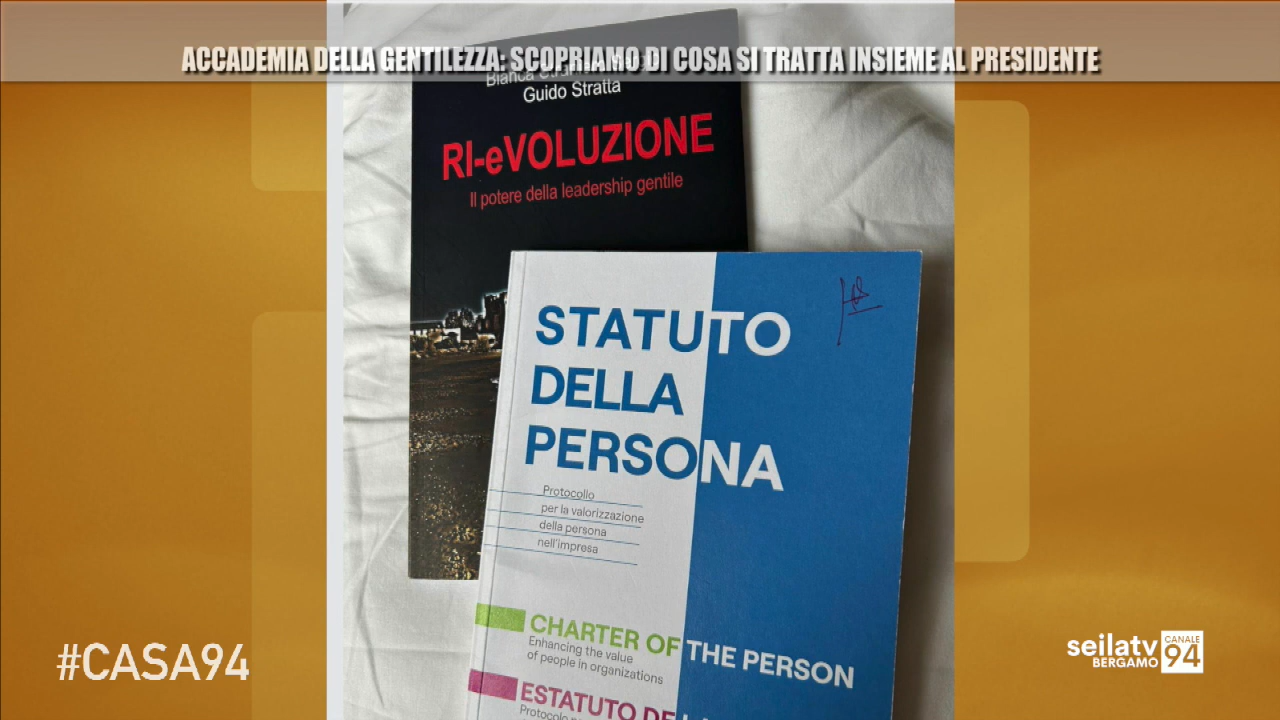 ACCADEMIA DELLA GENTILEZZA: SCOPRIAMO DI COSA SI TRATTA INSIEME AL PRESIDENTE
Bianca
Guido Stratta
RI-eVOLUZIONE
Il potere della leadership gentile
STATUTO
DELLA
PERSONA
Protocollo
per la valorizzazione
della persona
nell'impresa
CHARTER OF THE PERSON
Enhancing the value
of people in organizations
ESTATUTO DE
#CASA94
seilatv
BERGAMO
CANALE
94